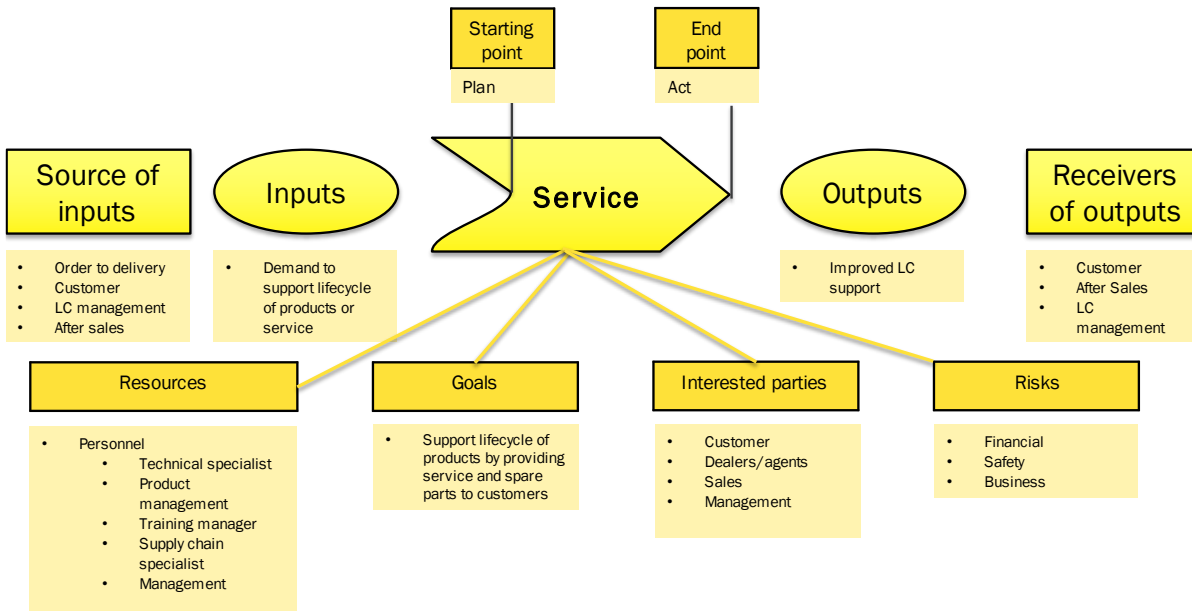 Starting
point
Plan
End
point
Act
Source of
inputs
Inputs
Service
Outputs
Receivers
of outputs
• Order to delivery
• Customer
• LC management
• After sales
• Demand to
support lifecycle
of products or
service
• Improved LC
support
• Customer
• After Sales
• LC
management
Resources
• Personnel
• Technical specialist
• Product
management
• Training manager
• Supply chain
specialist
• Management
Goals
• Support lifecycle of
products by providing
service and spare
parts to customers
Interested parties
• Customer
• Dealers/agents
• Sales
• Management
Risks
• Financial
• Safety
• Business